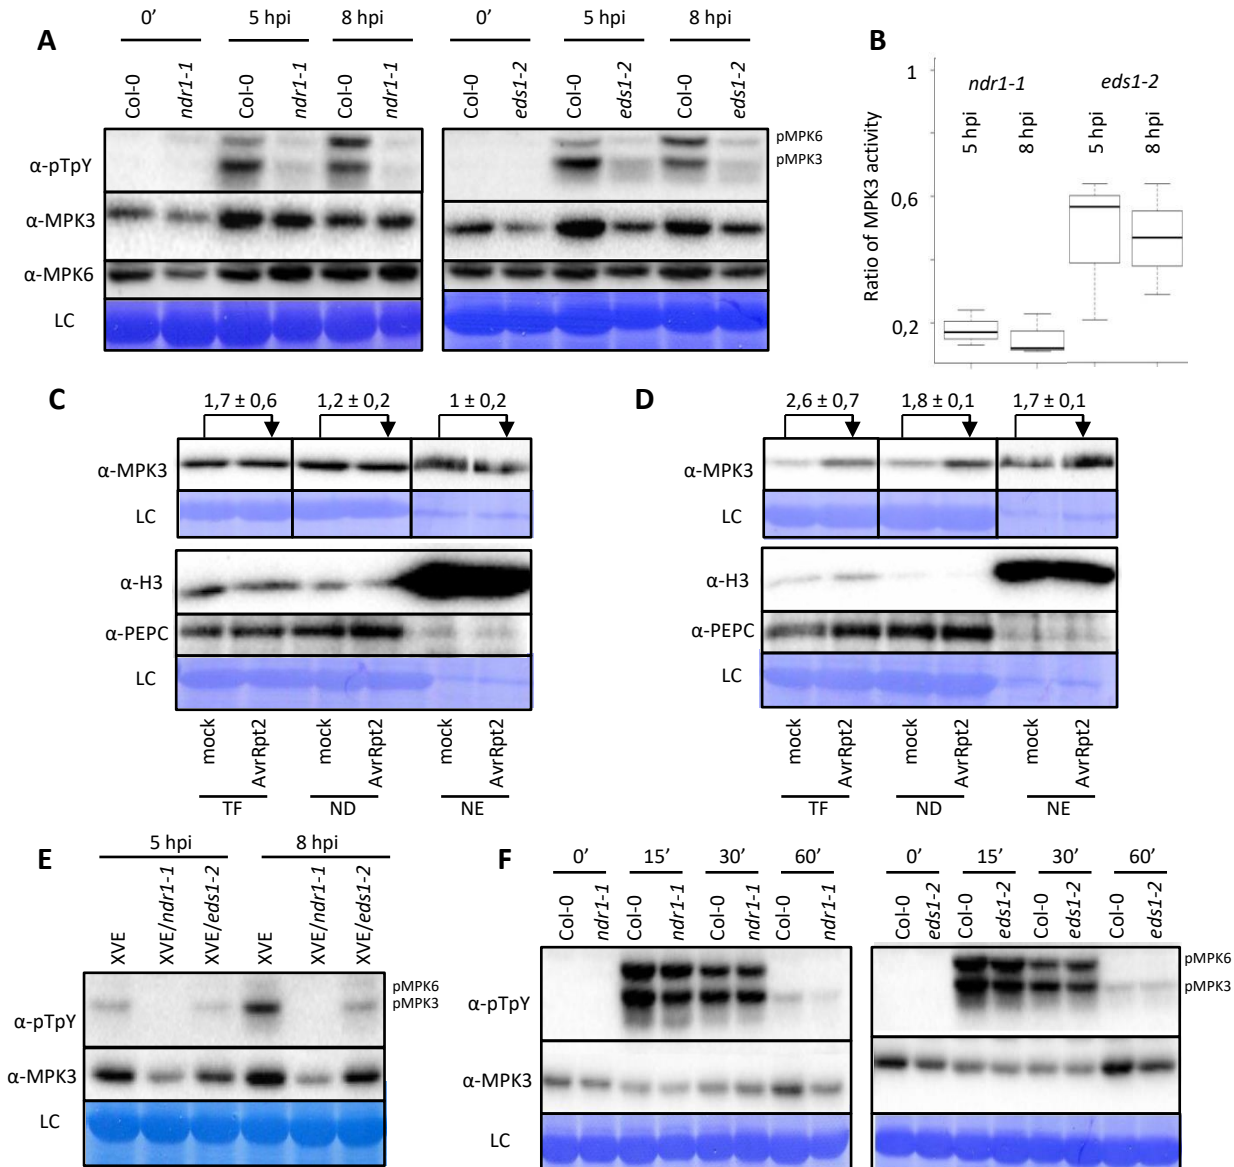 A
0’ 5 hpi 8 hpi
Col-0 ndr1-1 Col-0 ndr1-1 Col-0 ndr1-1
0’ 5 hpi 8 hpi
Col-0 eds1-2 Col-0 eds1-2 Col-0 eds1-2
α-pTpY
pMPK6
pMPK3
α-MPK3
α-MPK6
LC
B
Ratio of MPK3 activity
1
0,6
0,2
ndr1-1 eds1-2
5 hpi 8 hpi 5 hpi 8 hpi
C
1,7 ± 0,6 1,2 ± 0,2 1 ± 0,2
α-MPK3
LC
α-H3
α-PEPC
LC
mock AvrRpt2 mock AvrRpt2 mock AvrRpt2
TF ND NE
D
2,6 ± 0,7 1,8 ± 0,1 1,7 ± 0,1
α-MPK3
LC
α-H3
α-PEPC
LC
mock AvrRpt2 mock AvrRpt2 mock AvrRpt2
TF ND NE
E
5 hpi 8 hpi
XVE XVE/ndr1-1 XVE/eds1-2 XVE XVE/ndr1-1 XVE/eds1-2
pMPK6
pMPK3
α-pTpY
α-MPK3
LC
F
0’ 15’ 30’ 60’
Col-0 ndr1-1 Col-0 ndr1-1 Col-0 ndr1-1 Col-0 ndr1-1
0’ 15’ 30’ 60’
Col-0 eds1-2 Col-0 eds1-2 Col-0 eds1-2 Col-0 eds1-2
pMPK6
pMPK3
α-pTpY
α-MPK3
LC